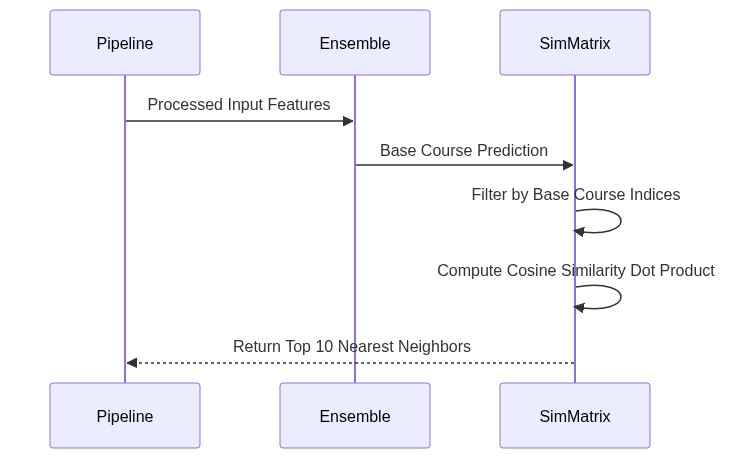 Pipeline
Ensemble
SimMatrix
Processed Input Features
Base Course Prediction
Filter by Base Course Indices
Compute Cosine Similarity Dot Product
Return Top 10 Nearest Neighbors
Pipeline
Ensemble
SimMatrix